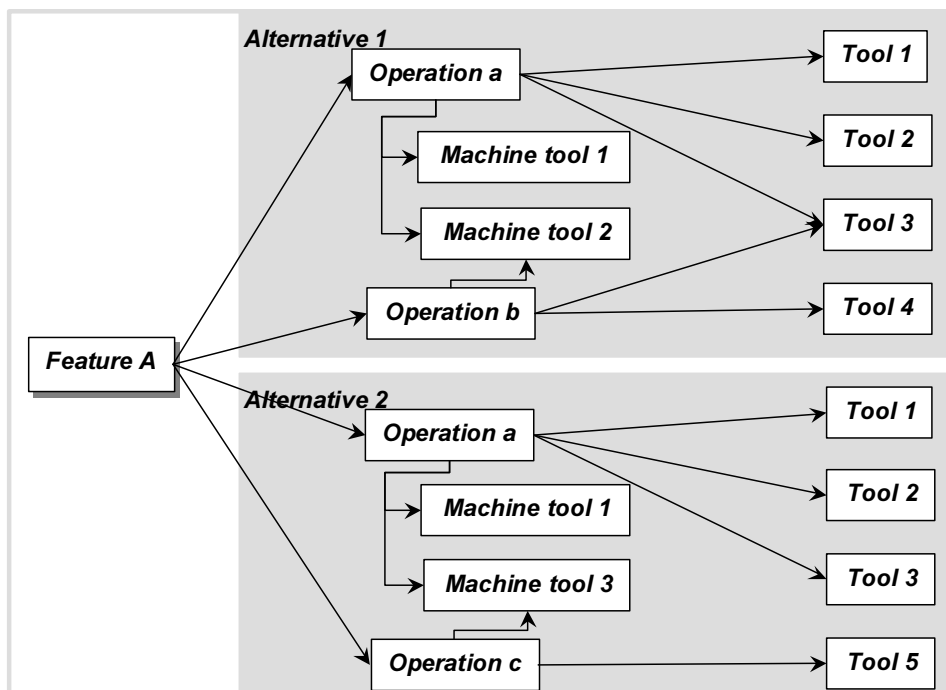 Alternative 1
Operation a
Tool 1
Tool 2
Machine tool 1
Tool 3
Machine tool 2
Operation b
Tool 4
Feature A
Alternative 2
Operation a
Tool 1
Machine tool 1
Tool 2
Machine tool 3
Tool 3
Operation c
Tool 5